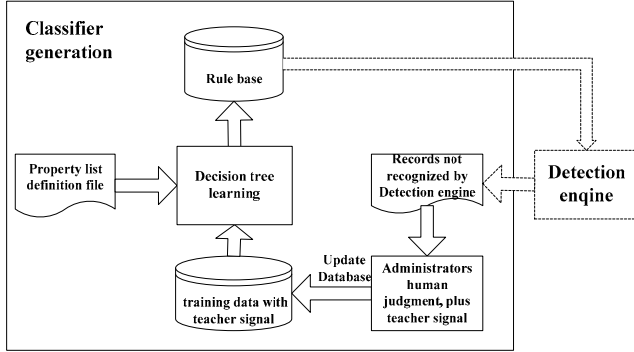 Classifier
generation
Rule base
Property list
definition file
Decision tree
learning
Records not
recognized by
Detection engine
Detection
enqine
Update
Database
training data with
teacher signal
Administrators
human
judgment, plus
teacher signal